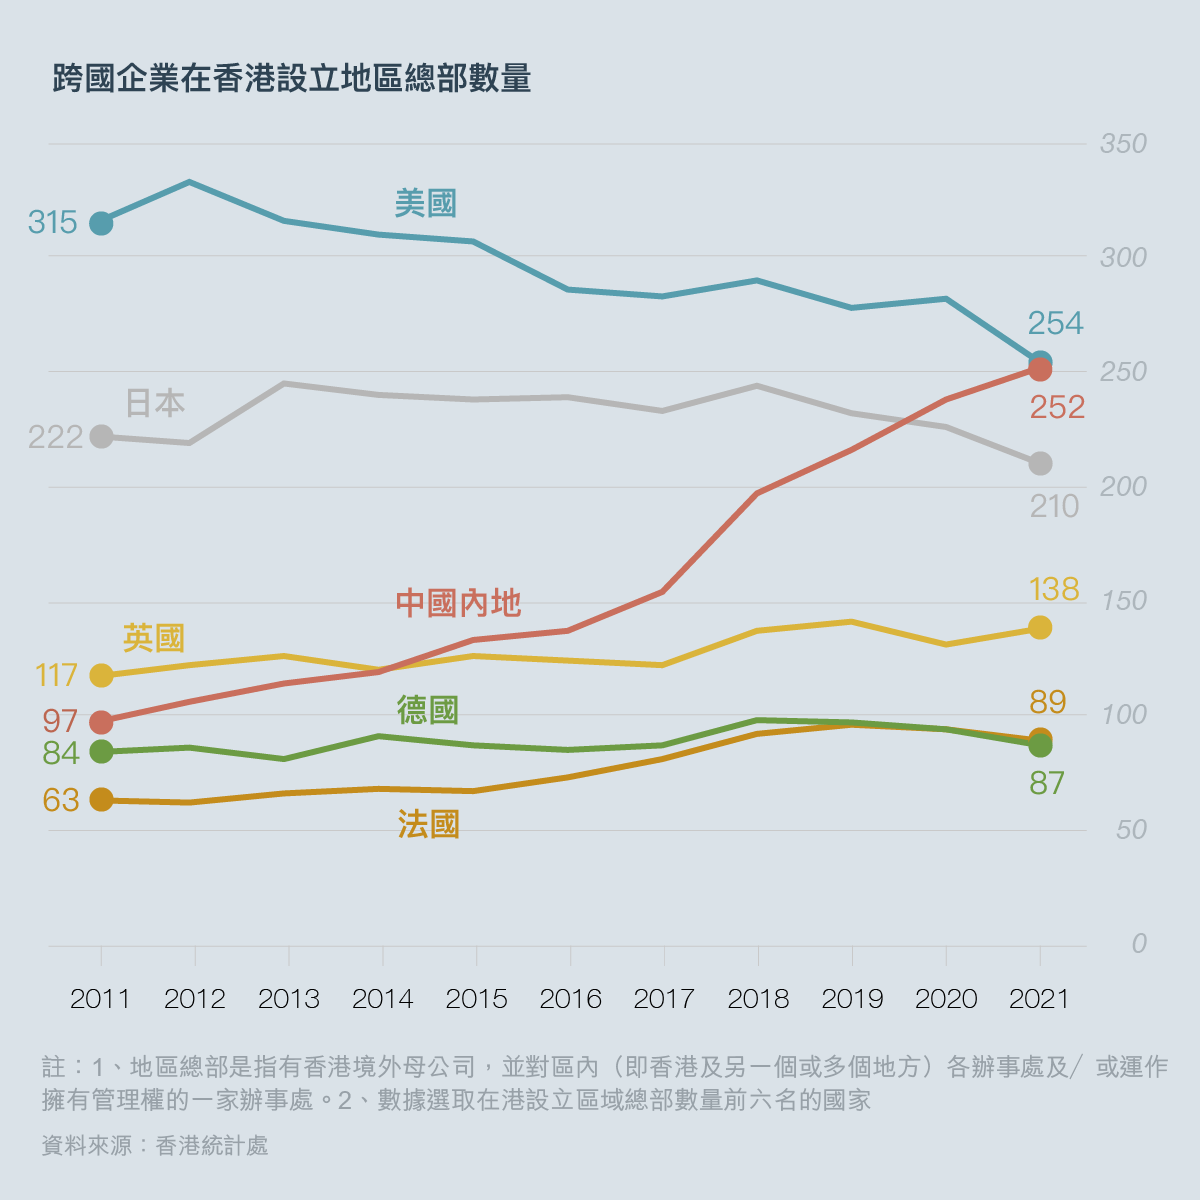 跨國企業在香港設立地區總部數量
350
美國
315
300
254
日本
250
252
222
200
210
138
中國內地
150
英國
117
89
德國
100
97
84
87
63
法國
50
0
2011 2012 2013 2014 2015 2016 2017 2018 2019 2020 2021
註：1、地區總部是指有香港境外母公司，並對區內（即香港及另一個或多個地方）各辦事處及/ 或運作
擁有管理權的一家辦事處。2、數據選取在港設立區域總部數量前六名的國家
資料來源：香港統計處